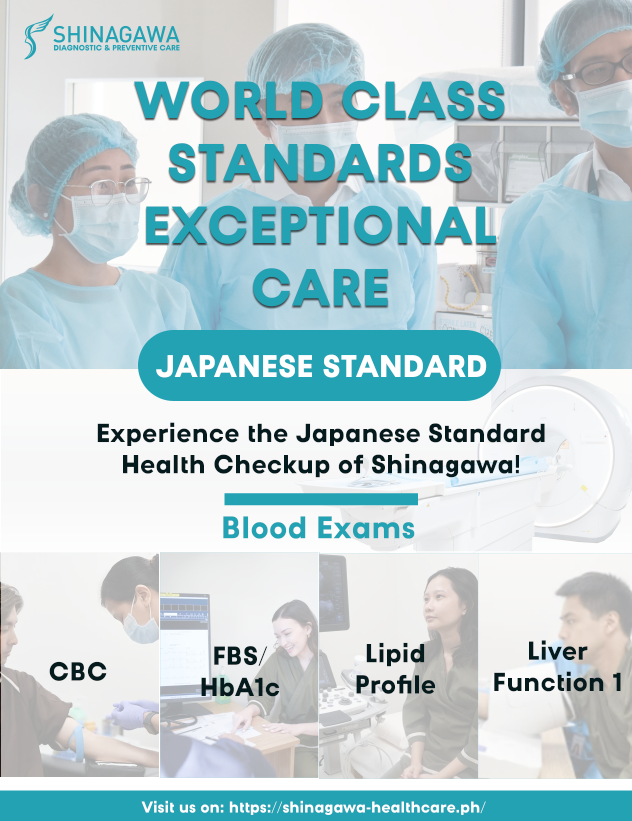 SHINAGAWA
DIAGNOSTIC & PREVENTIVE CARE
WORLD CLASS
STANDARDS
EXCEPTIONAL
CARE
JAPANESE STANDARD
Experience the Japanese Standard
Health Checkup of Shinagawa!
Blood Exams
CBC
FBS/
HbA1c
Lipid
Profile
Liver
Function 1
Visit us on: https://shinagawa-healthcare.ph/